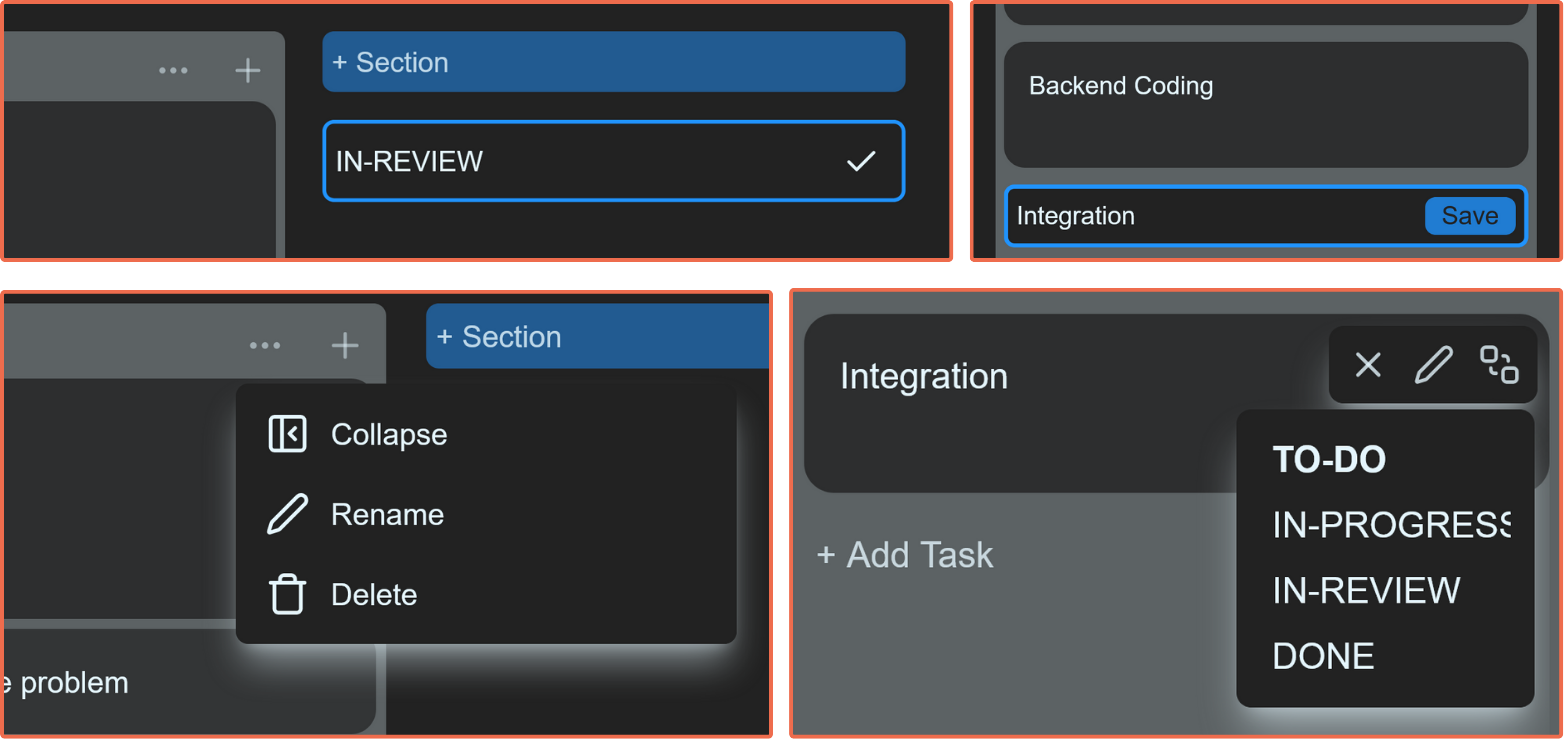 + Section
IN-REVIEW
Backend Coding
Integration
Save
+ Section
Collapse
Rename
Delete
problem
Integration
TO-DO
IN-PROGRESS
IN-REVIEW
DONE
+ Add Task